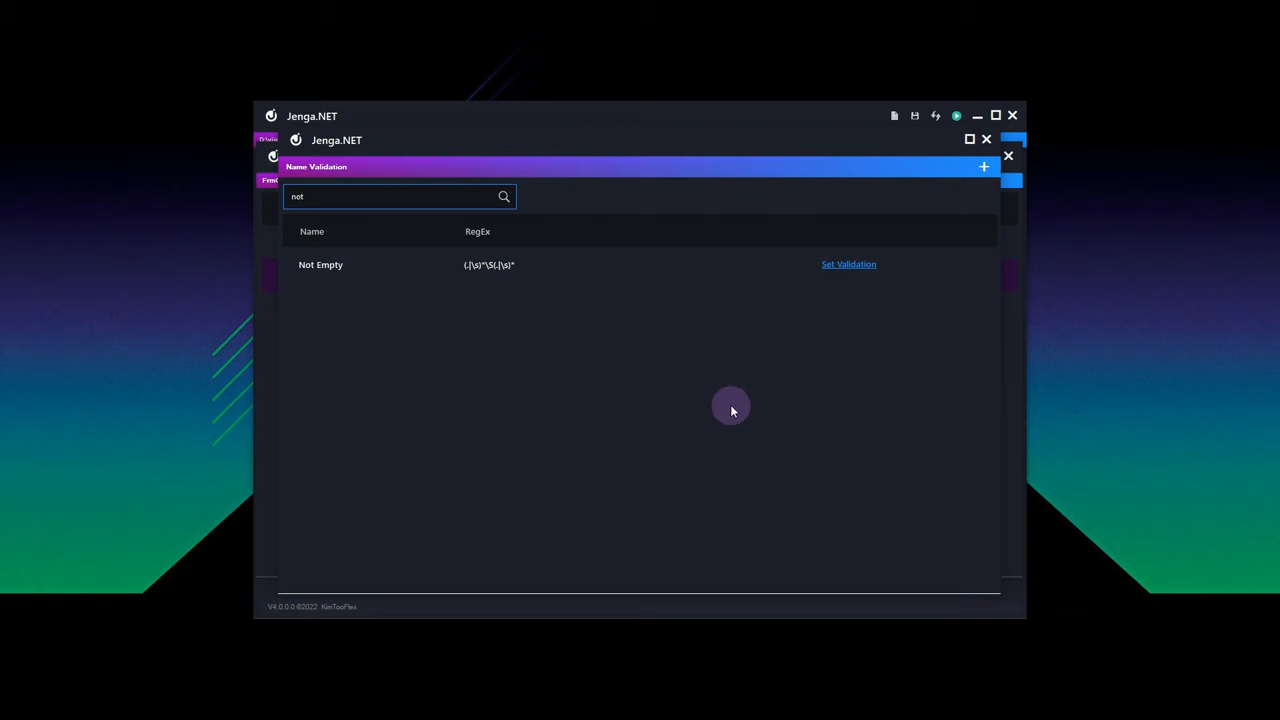 Jenga.NET
Jenga.NET
Name Validation
not
Name RegEx
Not Empty (.|\s)*\S(.|\s)* Set Validation
V4.0.0.0 ©2022 KimTooFlex